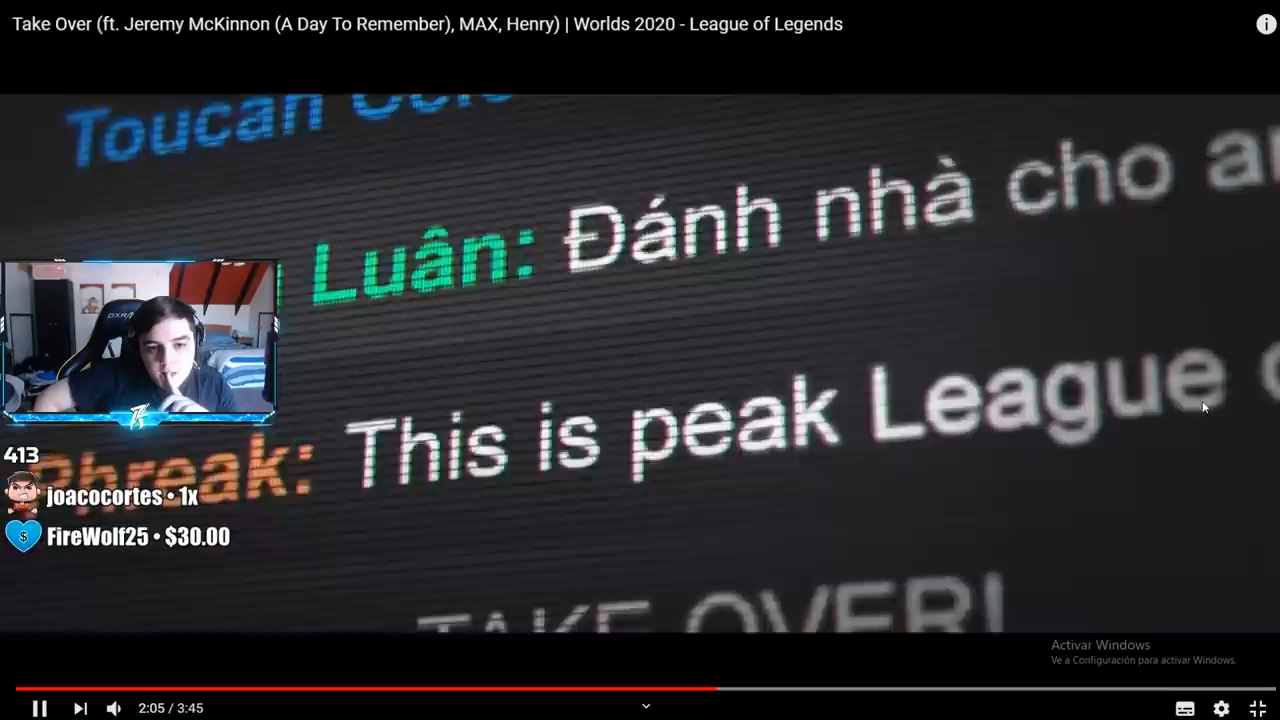 Take Over (ft. Jeremy McKinnon (A Day To Remember), MAX, Henry) | Worlds 2020 - League of Legends
Toucan
Luân: Đánh nhà cho
Phreak: This is peak League
TAKE OVER!
413
joacocortes • 1x
FireWolf25 • $30.00
Activar Windows
Ve a Configuración para activar Windows.
2:05 / 3:45